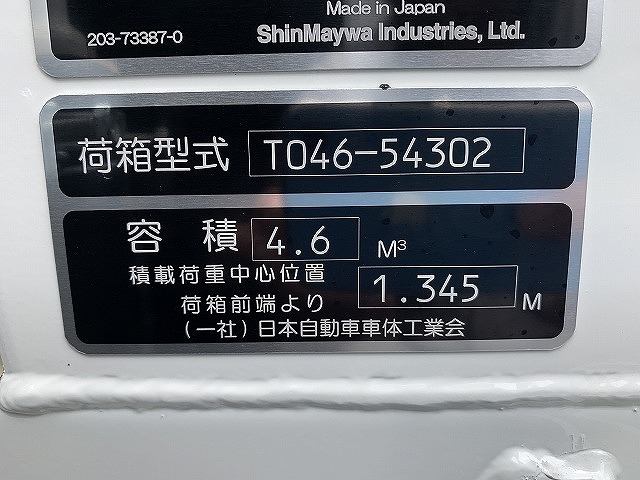 Made in Japan
203-73387-0
ShinMaywa Industries, Ltd.
荷箱型式 T046-54302
容積 4.6 M³
積載荷重中心位置
荷箱前端より 1.345 M
(一社)日本自動車車体工業会